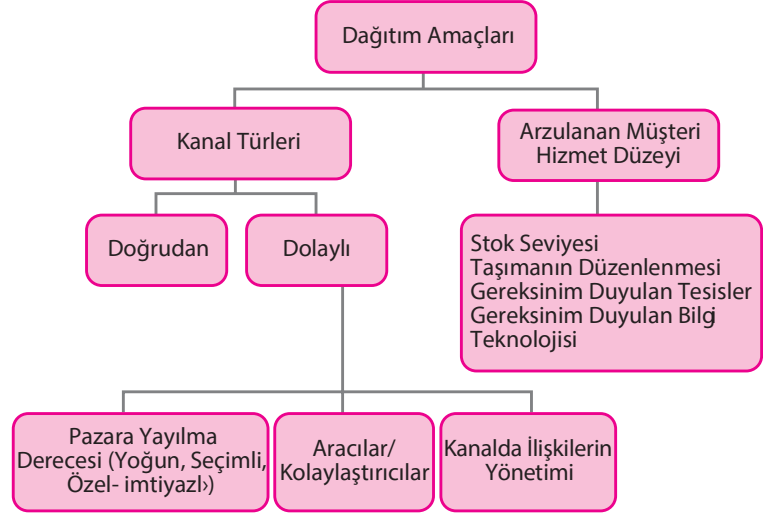 Dağıtım Amaçları
Kanal Türleri
Arzulanan Müşteri
Hizmet Düzeyi
Doğrudan
Dolaylı
Stok Seviyesi
Taşımanın Düzenlenmesi
Gereksinim Duyulan Tesisler
Gereksinim Duyulan Bilgi
Teknolojisi
Pazara Yayılma
Derecesi (Yoğun, Seçimli,
Özel- imtiyazl›)
Aracılar/
Kolaylaştırıcılar
Kanalda İlişkilerin
Yönetimi